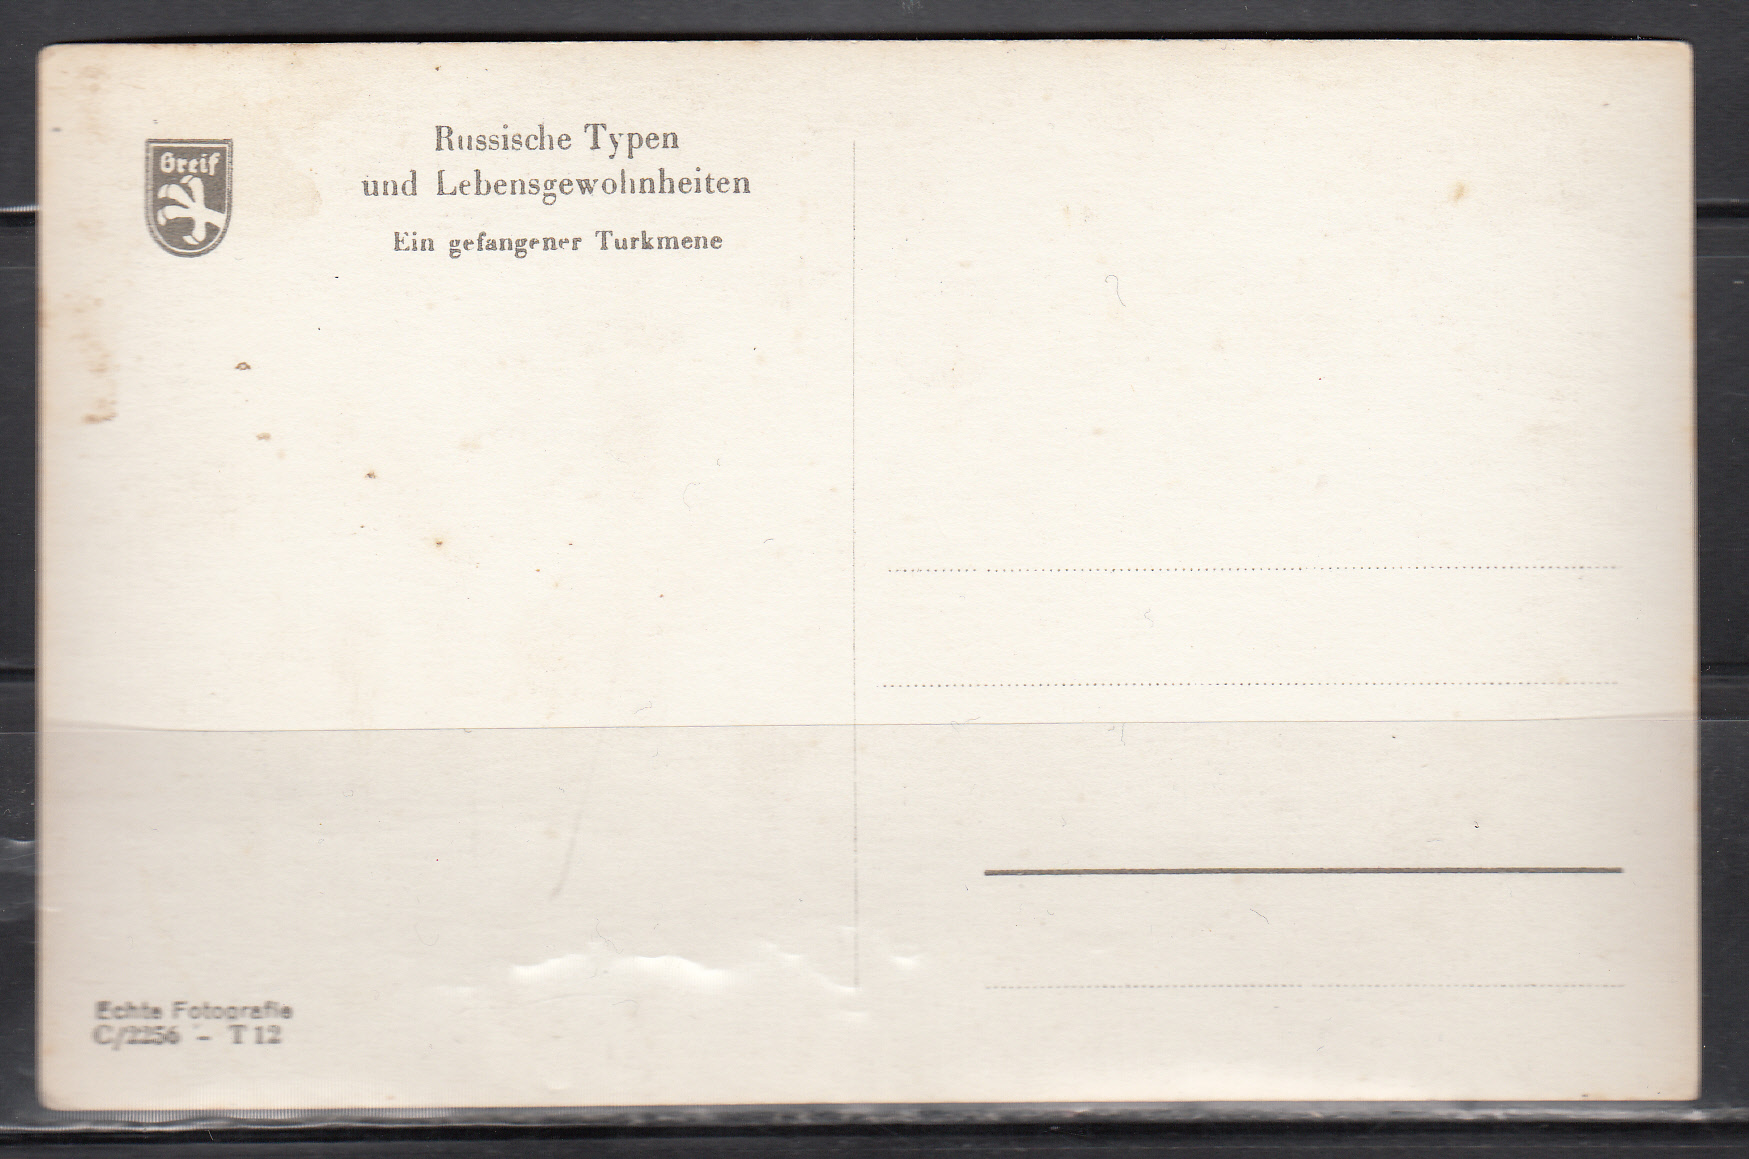 Greif
Russische Typen
und Lebensgewohnheiten
Ein gefangener Turkmene
Echte Fotografie
C/2256 - T 12